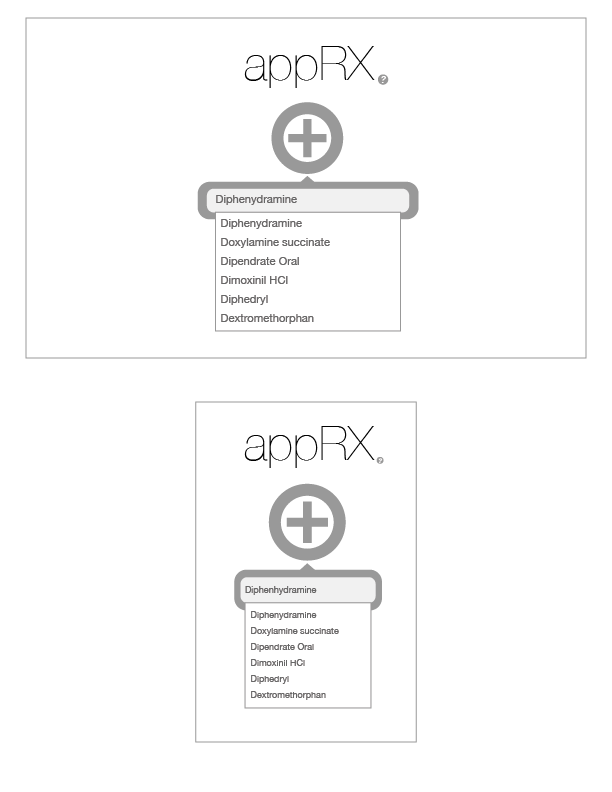 appRX ?
Diphenydramine
Diphenydramine
Doxylamine succinate
Dipendrate Oral
Dimoxinil HCl
Diphedryl
Dextromethorphan
appRX ?
Diphenhydramine
Diphenydramine
Doxylamine succinate
Dipendrate Oral
Dimoxinil HCl
Diphedryl
Dextromethorphan